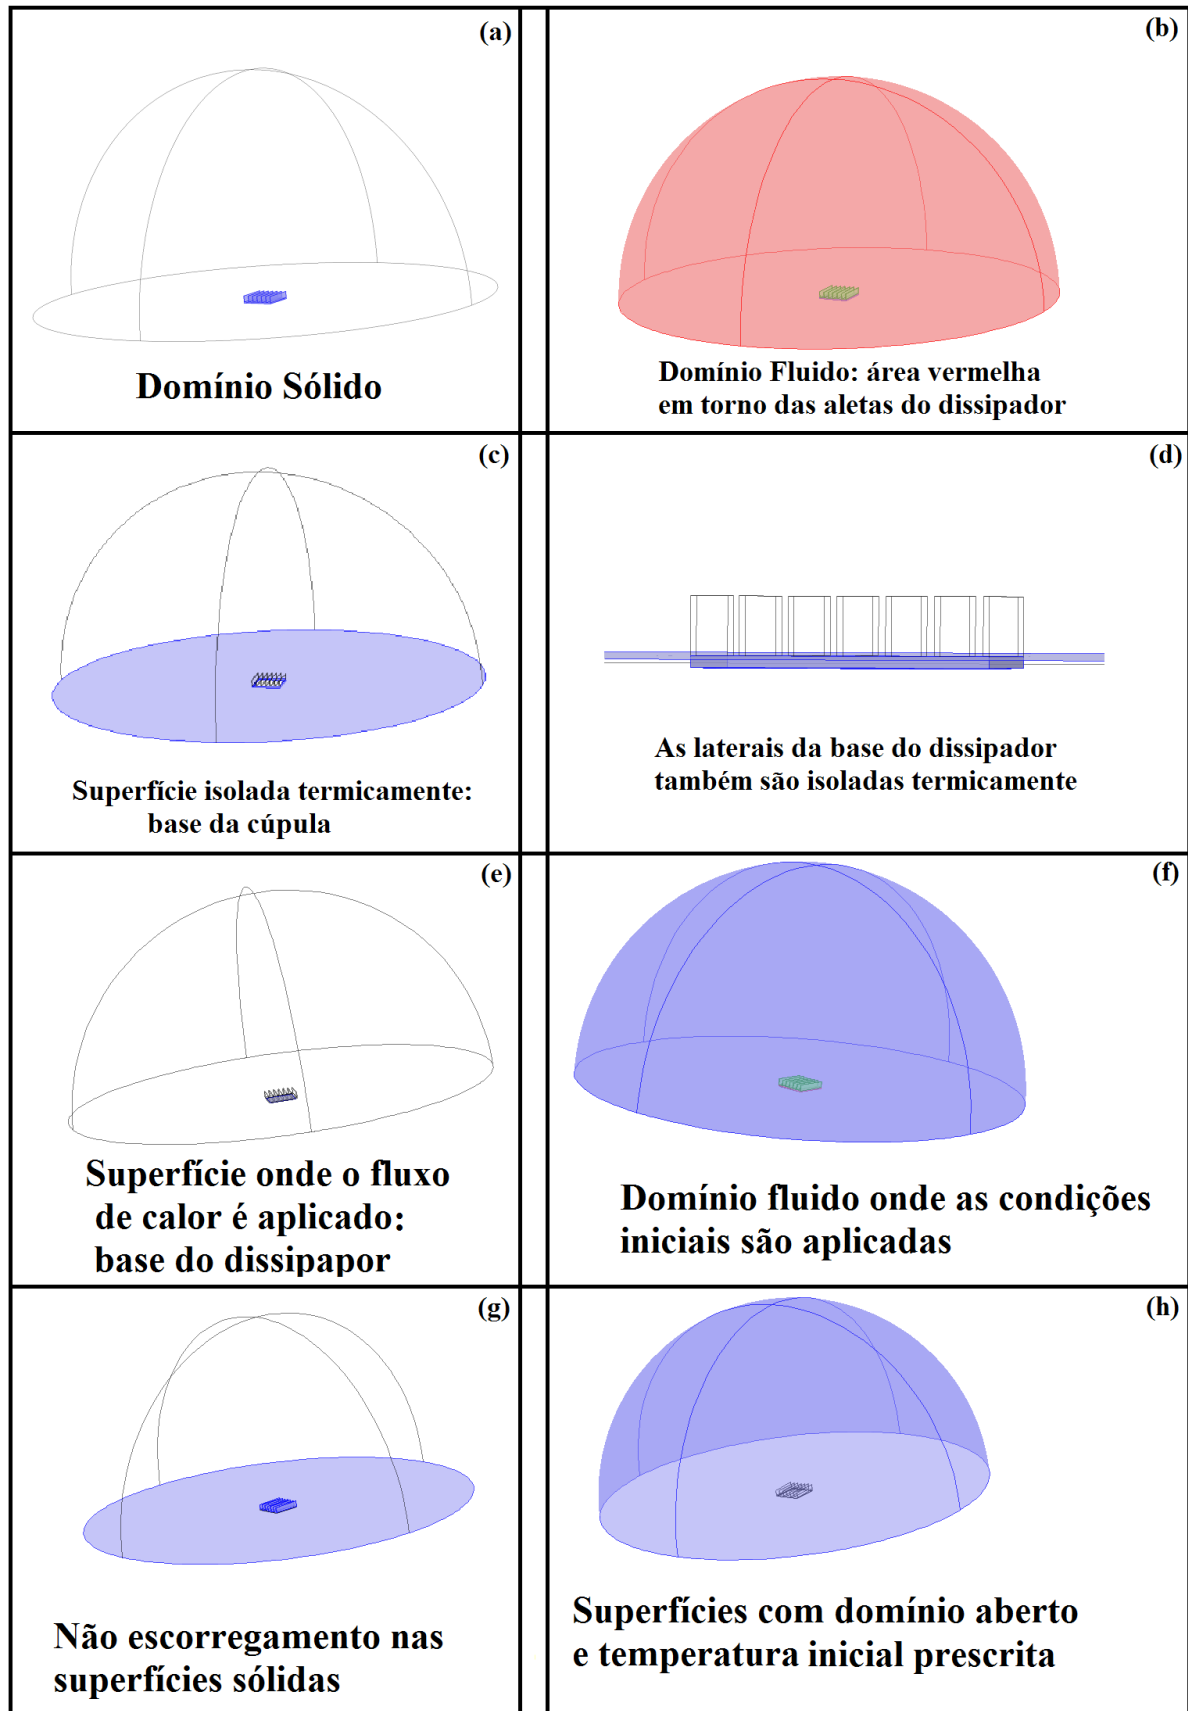 (a)
Domínio Sólido
(b)
Domínio Fluido: área vermelha
em torno das aletas do dissipador
(c)
Superfície isolada termicamente:
base da cúpula
(d)
As laterais da base do dissipador
também são isoladas termicamente
(e)
Superfície onde o fluxo
de calor é aplicado:
base do dissipapor
(f)
Domínio fluido onde as condições
iniciais são aplicadas
(g)
Não escorregamento nas
superfícies sólidas
(h)
Superfícies com domínio aberto
e temperatura inicial prescrita